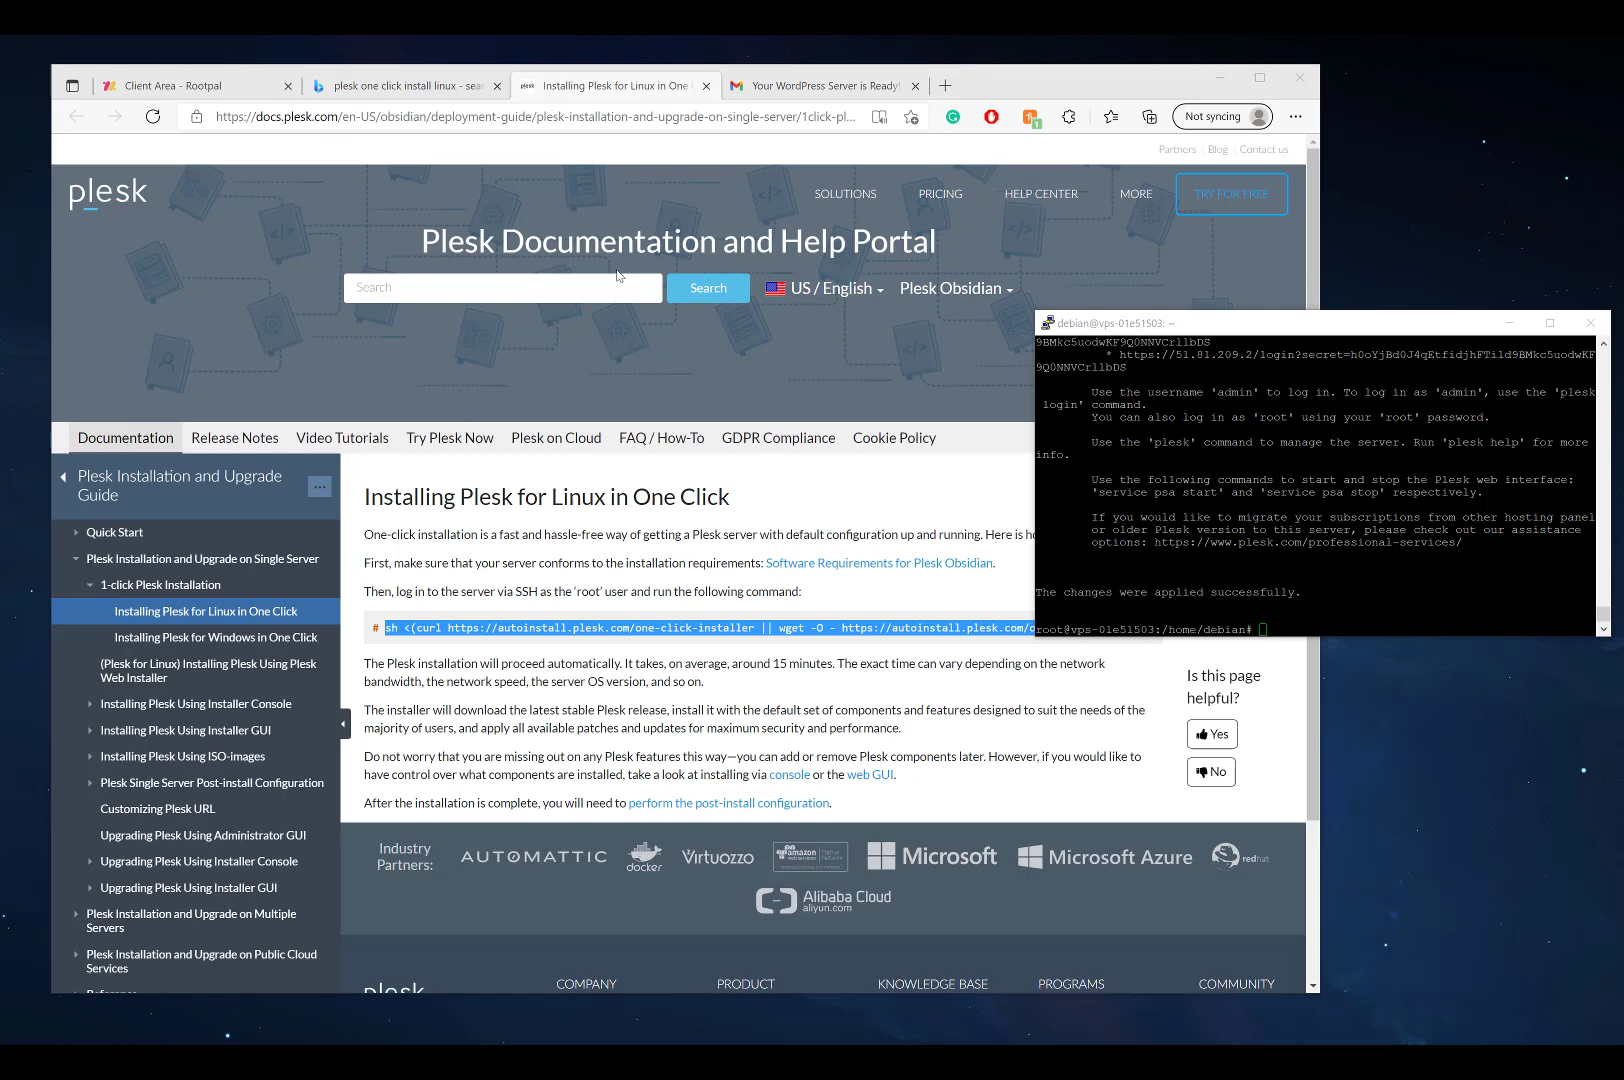 Client Area - Rootpal
plesk one click install linux - sear
Installing Plesk for Linux in One C
Your WordPress Server is Ready!
https://docs.plesk.com/en-US/obsidian/deployment-guide/plesk-installation-and-upgrade-on-single-server/1click-pl...
Not syncing
Partners | Blog | Contact us
plesk
SOLUTIONS
PRICING
HELP CENTER
MORE
TRY FOR FREE
Plesk Documentation and Help Portal
Search
Search
US / English
Plesk Obsidian
Documentation
Release Notes
Video Tutorials
Try Plesk Now
Plesk on Cloud
FAQ / How-To
GDPR Compliance
Cookie Policy
Plesk Installation and Upgrade
Guide
Quick Start
Plesk Installation and Upgrade on Single Server
1-click Plesk Installation
Installing Plesk for Linux in One Click
Installing Plesk for Windows in One Click
(Plesk for Linux) Installing Plesk Using Plesk
Web Installer
Installing Plesk Using Installer Console
Installing Plesk Using Installer GUI
Installing Plesk Using ISO-images
Plesk Single Server Post-install Configuration
Customizing Plesk URL
Upgrading Plesk Using Administrator GUI
Upgrading Plesk Using Installer Console
Upgrading Plesk Using Installer GUI
Plesk Installation and Upgrade on Multiple
Servers
Plesk Installation and Upgrade on Public Cloud
Services
Installing Plesk for Linux in One Click
One-click installation is a fast and hassle-free way of getting a Plesk server with default configuration up and running. Here is ho
First, make sure that your server conforms to the installation requirements: Software Requirements for Plesk Obsidian.
Then, log in to the server via SSH as the 'root' user and run the following command:
# sh <(curl https://autoinstall.plesk.com/one-click-installer || wget -O - https://autoinstall.plesk.com/o
The Plesk installation will proceed automatically. It takes, on average, around 15 minutes. The exact time can vary depending on the network
bandwidth, the network speed, the server OS version, and so on.
The installer will download the latest stable Plesk release, install it with the default set of components and features designed to suit the needs of the
majority of users, and apply all available patches and updates for maximum security and performance.
Do not worry that you are missing out on any Plesk features this way—you can add or remove Plesk components later. However, if you would like to
have control over what components are installed, take a look at installing via console or the web GUI.
After the installation is complete, you will need to perform the post-install configuration.
Is this page
helpful?
Yes
No
Industry
Partners:
AUTOMATTIC
docker
Virtuozzo
amazon
Microsoft
Microsoft Azure
redhat
Alibaba Cloud
aliyun.com
plesk
COMPANY
PRODUCT
KNOWLEDGE BASE
PROGRAMS
COMMUNITY
debian@vps-01e51503: ~
9BMkc5uodwKF9Q0NNVCrllbDS
* https://51.81.209.2/login?secret=h0oYjBd0J4qEtfidjhFTild9BMkc5uodwKF
9Q0NNVCrllbDS
Use the username 'admin' to log in. To log in as 'admin', use the 'plesk
login' command.
You can also log in as 'root' using your 'root' password.
Use the 'plesk' command to manage the server. Run 'plesk help' for more
info.
Use the following commands to start and stop the Plesk web interface:
'service psa start' and 'service psa stop' respectively.
If you would like to migrate your subscriptions from other hosting panel
or older Plesk version to this server, please check out our assistance
options: https://www.plesk.com/professional-services/
The changes were applied successfully.
root@vps-01e51503:/home/debian#